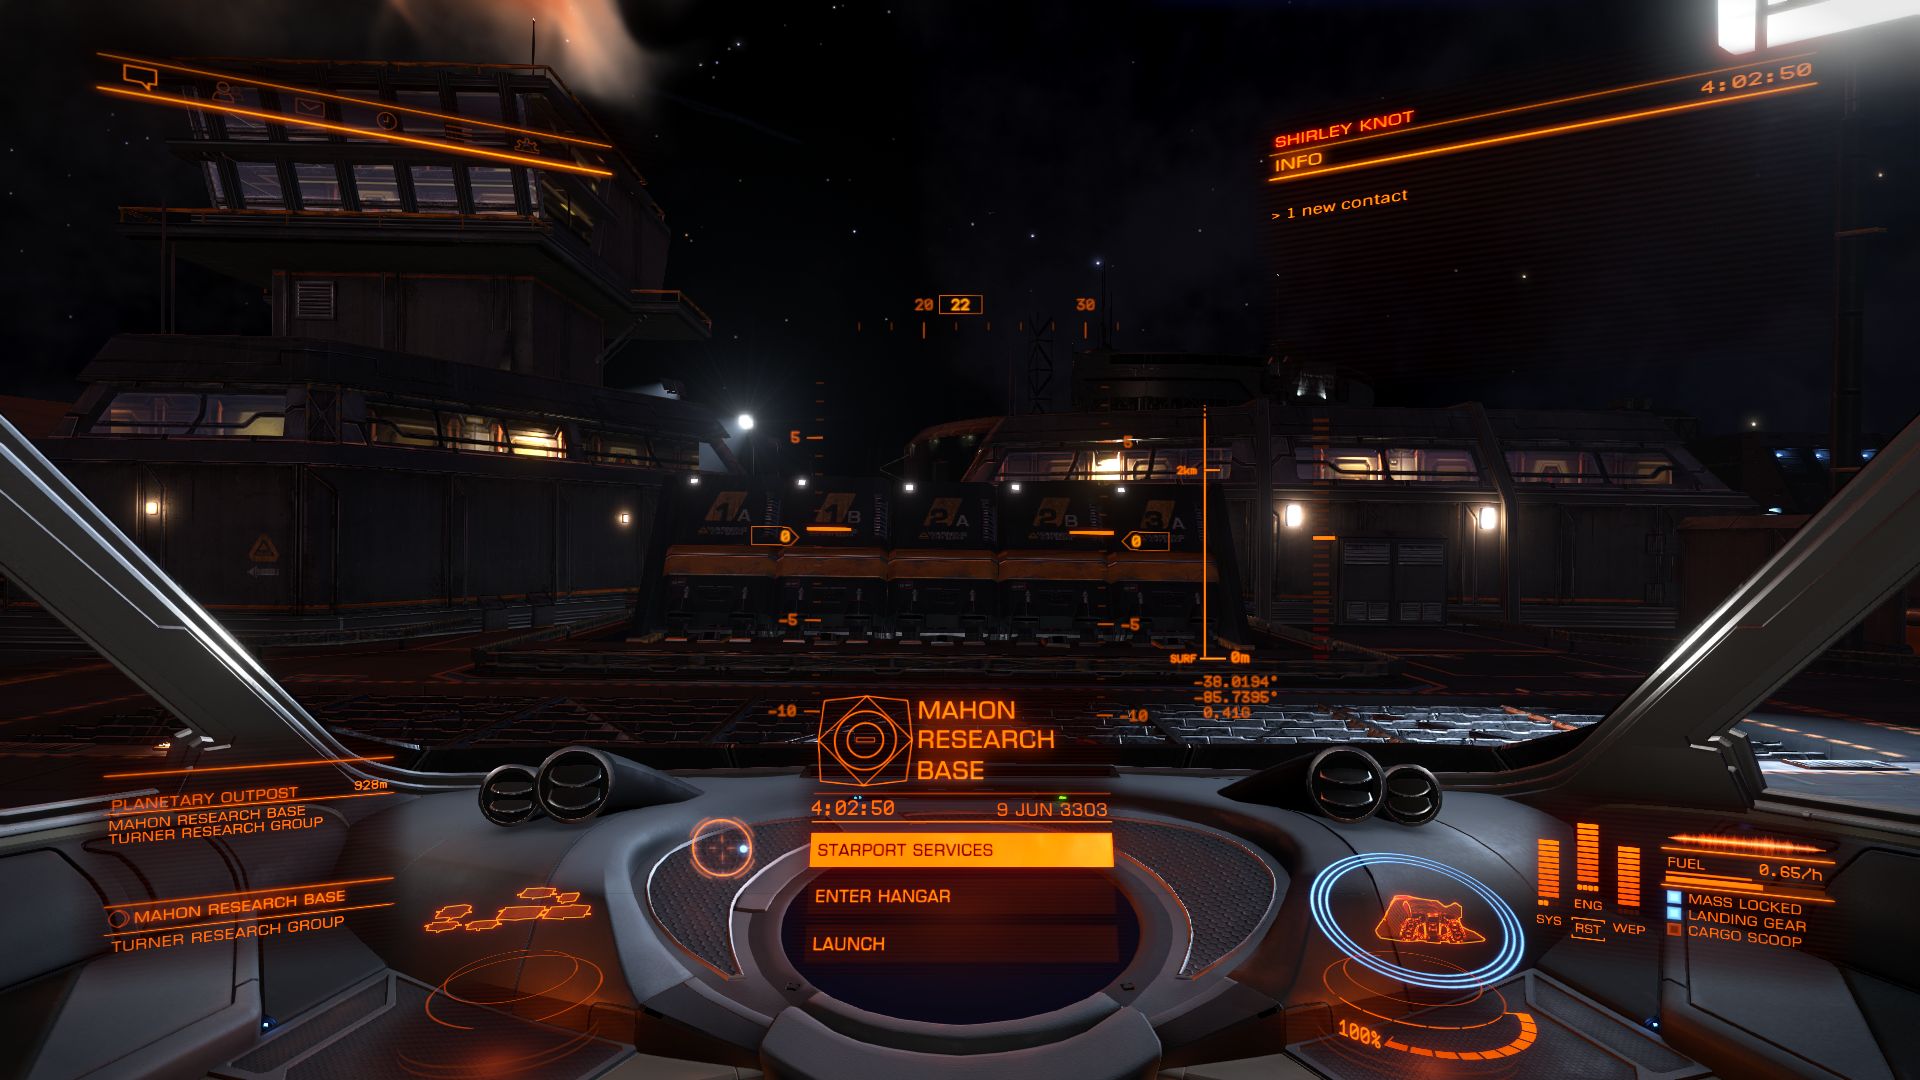 4:02:50
SHIRLEY KNOT
INFO
> 1 new contact
20 22 30
5 5
2km
1A 1B 2A 2B 3A
0 0
-5 -5
SURF 0m
-38.0194°
-85.7395°
0.41G
-10 -10
MAHON
RESEARCH
BASE
4:02:50 9 JUN 3303
STARPORT SERVICES
ENTER HANGAR
LAUNCH
928m
PLANETARY OUTPOST
MAHON RESEARCH BASE
TURNER RESEARCH GROUP
MAHON RESEARCH BASE
TURNER RESEARCH GROUP
SYS ENG WEP
RST
FUEL 0.65/h
MASS LOCKED
LANDING GEAR
CARGO SCOOP
100%